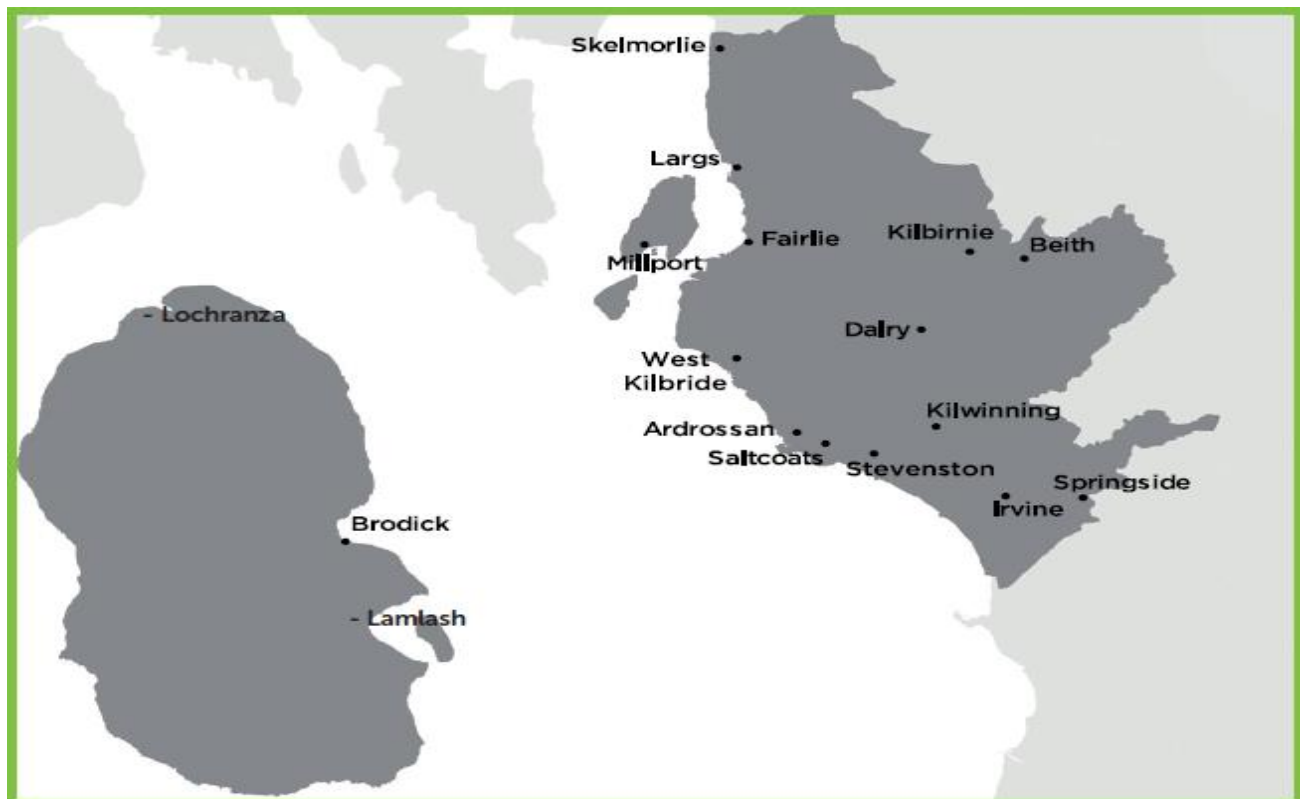 Skelmorlie
Largs
Fairlie
Kilbirnie
Beith
Millport
- Lochranza
Dalry
West
Kilbride
Kilwinning
Ardrossan
Saltcoats
Stevenston
Springside
Irvine
Brodick
- Lamlash